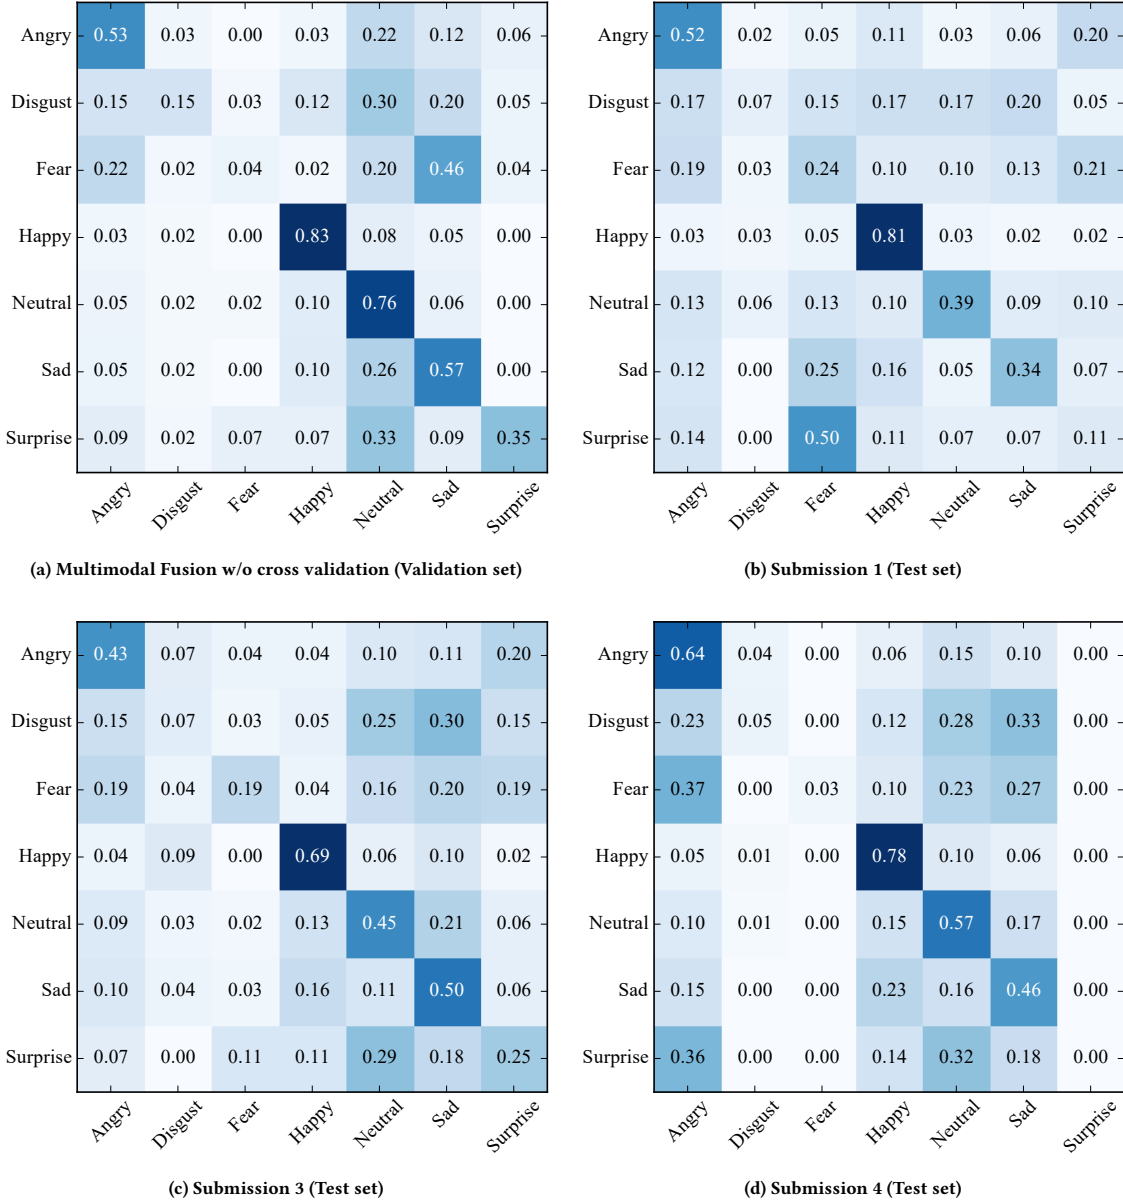 Angry 0.53 0.03 0.00 0.03 0.22 0.12 0.06
Disgust 0.15 0.15 0.03 0.12 0.30 0.20 0.05
Fear 0.22 0.02 0.04 0.02 0.20 0.46 0.04
Happy 0.03 0.02 0.00 0.83 0.08 0.05 0.00
Neutral 0.05 0.02 0.02 0.10 0.76 0.06 0.00
Sad 0.05 0.02 0.00 0.10 0.26 0.57 0.00
Surprise 0.09 0.02 0.07 0.07 0.33 0.09 0.35
Angry Disgust Fear Happy Neutral Sad Surprise
(a) Multimodal Fusion w/o cross validation (Validation set)
Angry 0.52 0.02 0.05 0.11 0.03 0.06 0.20
Disgust 0.17 0.07 0.15 0.17 0.17 0.20 0.05
Fear 0.19 0.03 0.24 0.10 0.10 0.13 0.21
Happy 0.03 0.03 0.05 0.81 0.03 0.02 0.02
Neutral 0.13 0.06 0.13 0.10 0.39 0.09 0.10
Sad 0.12 0.00 0.25 0.16 0.05 0.34 0.07
Surprise 0.14 0.00 0.50 0.11 0.07 0.07 0.11
Angry Disgust Fear Happy Neutral Sad Surprise
(b) Submission 1 (Test set)
Angry 0.43 0.07 0.04 0.04 0.10 0.11 0.20
Disgust 0.15 0.07 0.03 0.05 0.25 0.30 0.15
Fear 0.19 0.04 0.19 0.04 0.16 0.20 0.19
Happy 0.04 0.09 0.00 0.69 0.06 0.10 0.02
Neutral 0.09 0.03 0.02 0.13 0.45 0.21 0.06
Sad 0.10 0.04 0.03 0.16 0.11 0.50 0.06
Surprise 0.07 0.00 0.11 0.11 0.29 0.18 0.25
Angry Disgust Fear Happy Neutral Sad Surprise
(c) Submission 3 (Test set)
Angry 0.64 0.04 0.00 0.06 0.15 0.10 0.00
Disgust 0.23 0.05 0.00 0.12 0.28 0.33 0.00
Fear 0.37 0.00 0.03 0.10 0.23 0.27 0.00
Happy 0.05 0.01 0.00 0.78 0.10 0.06 0.00
Neutral 0.10 0.01 0.00 0.15 0.57 0.17 0.00
Sad 0.15 0.00 0.00 0.23 0.16 0.46 0.00
Surprise 0.36 0.00 0.00 0.14 0.32 0.18 0.00
Angry Disgust Fear Happy Neutral Sad Surprise
(d) Submission 4 (Test set)